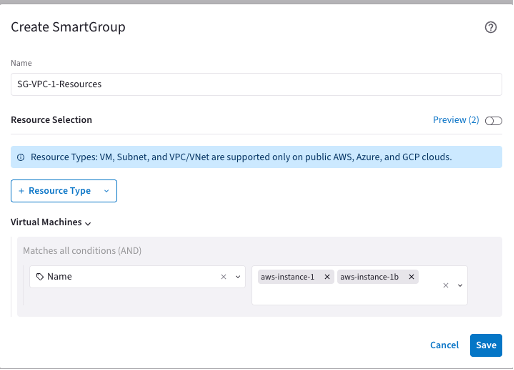 Create SmartGroup
Name
SG-VPC-1-Resources
Resource Selection
Preview (2)
Resource Types: VM, Subnet, and VPC/VNet are supported only on public AWS, Azure, and GCP clouds.
+ Resource Type
Virtual Machines
Matches all conditions (AND)
Name
aws-instance-1
aws-instance-1b
Cancel
Save